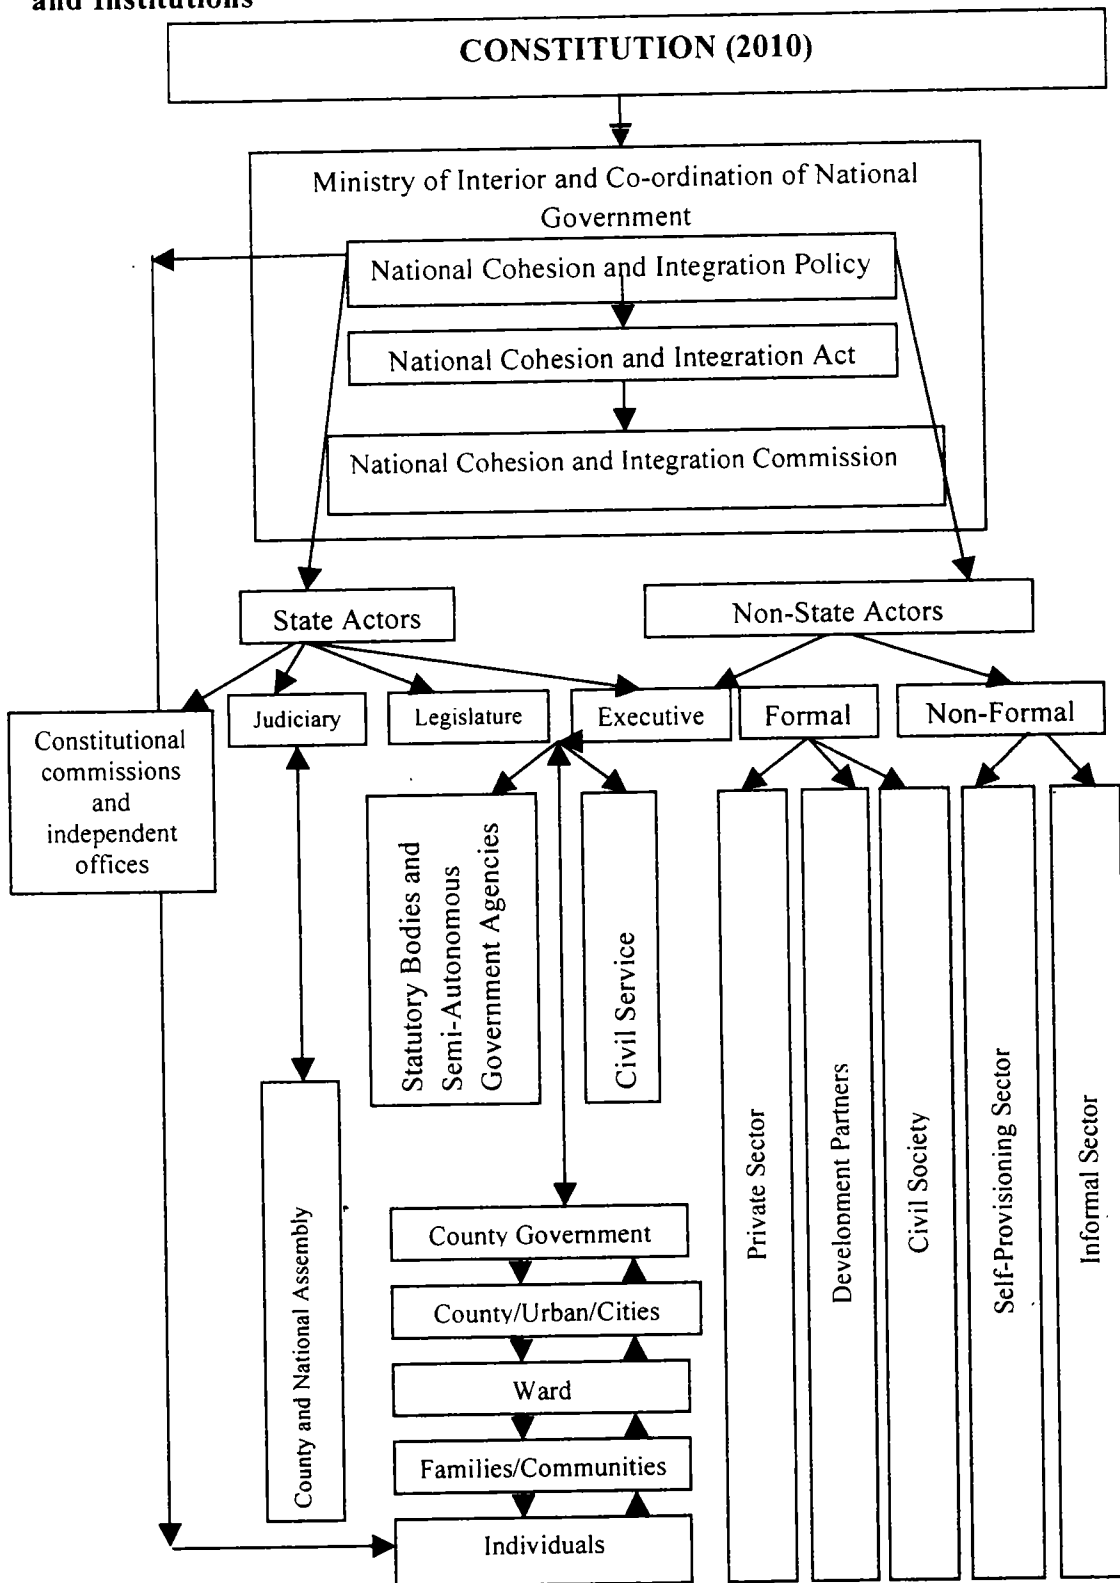 and Institutions
CONSTITUTION (2010)
Ministry of Interior and Co-ordination of National
Government
National Cohesion and Integration Policy
National Cohesion and Integration Act
National Cohesion and Integration Commission
State Actors
Non-State Actors
Constitutional
commissions
and
independent
offices
Judiciary
Legislature
Executive
Formal
Non-Formal
Statutory Bodies and
Semi-Autonomous
Government Agencies
Civil Service
County and National Assembly
County Government
County/Urban/Cities
Ward
Families/Communities
Individuals
Private Sector
Development Partners
Civil Society
Self-Provisioning Sector
Informal Sector